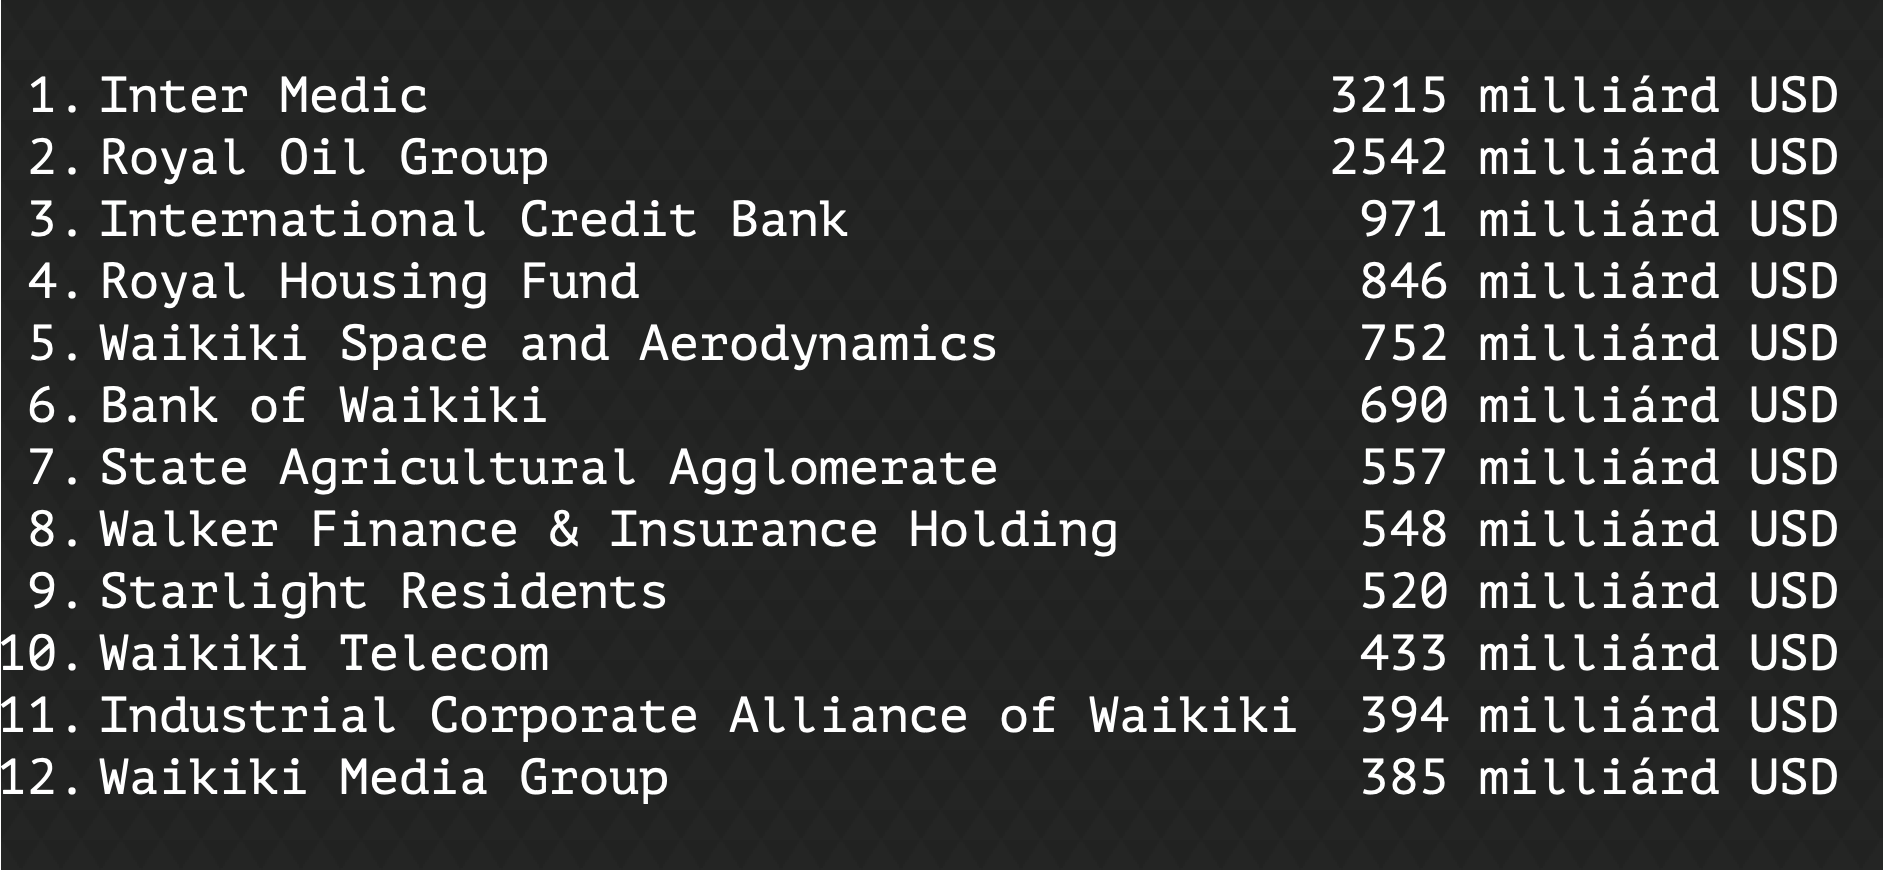 1. Inter Medic 3215 milliárd USD
2. Royal Oil Group 2542 milliárd USD
3. International Credit Bank 971 milliárd USD
4. Royal Housing Fund 846 milliárd USD
5. Waikiki Space and Aerodynamics 752 milliárd USD
6. Bank of Waikiki 690 milliárd USD
7. State Agricultural Agglomerate 557 milliárd USD
8. Walker Finance & Insurance Holding 548 milliárd USD
9. Starlight Residents 520 milliárd USD
10. Waikiki Telecom 433 milliárd USD
11. Industrial Corporate Alliance of Waikiki 394 milliárd USD
12. Waikiki Media Group 385 milliárd USD